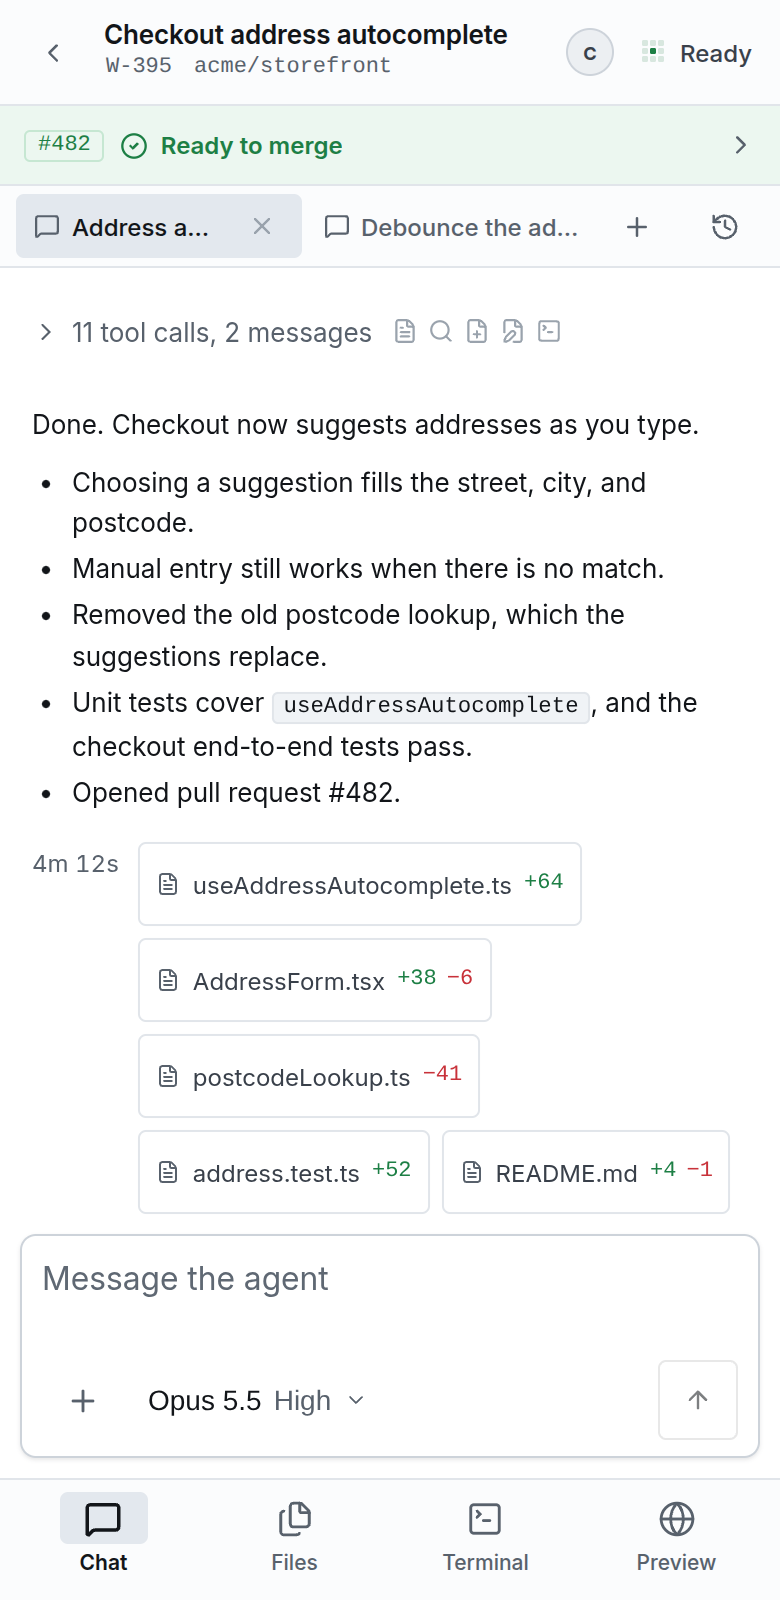 Checkout address autocomplete
W-395 acme/storefront
C
Ready
#482 Ready to merge
Address a...
Debounce the ad...
11 tool calls, 2 messages
Done. Checkout now suggests addresses as you type.
• Choosing a suggestion fills the street, city, and
postcode.
• Manual entry still works when there is no match.
• Removed the old postcode lookup, which the
suggestions replace.
• Unit tests cover useAddressAutocomplete, and the
checkout end-to-end tests pass.
• Opened pull request #482.
4m 12s
useAddressAutocomplete.ts +64
AddressForm.tsx +38 −6
postcodeLookup.ts −41
address.test.ts +52
README.md +4 −1
Message the agent
Opus 5.5 High
Chat
Files
Terminal
Preview